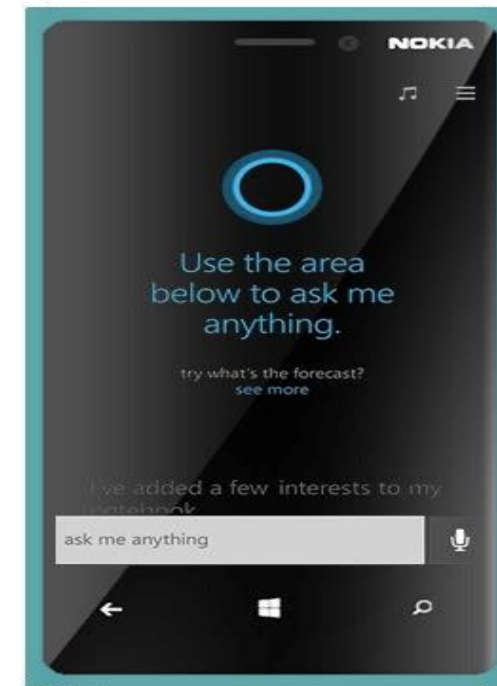 NOKIA
Use the area
below to ask me
anything.
try what's the forecast?
see more
I've added a few interests to my
notebook
ask me anything